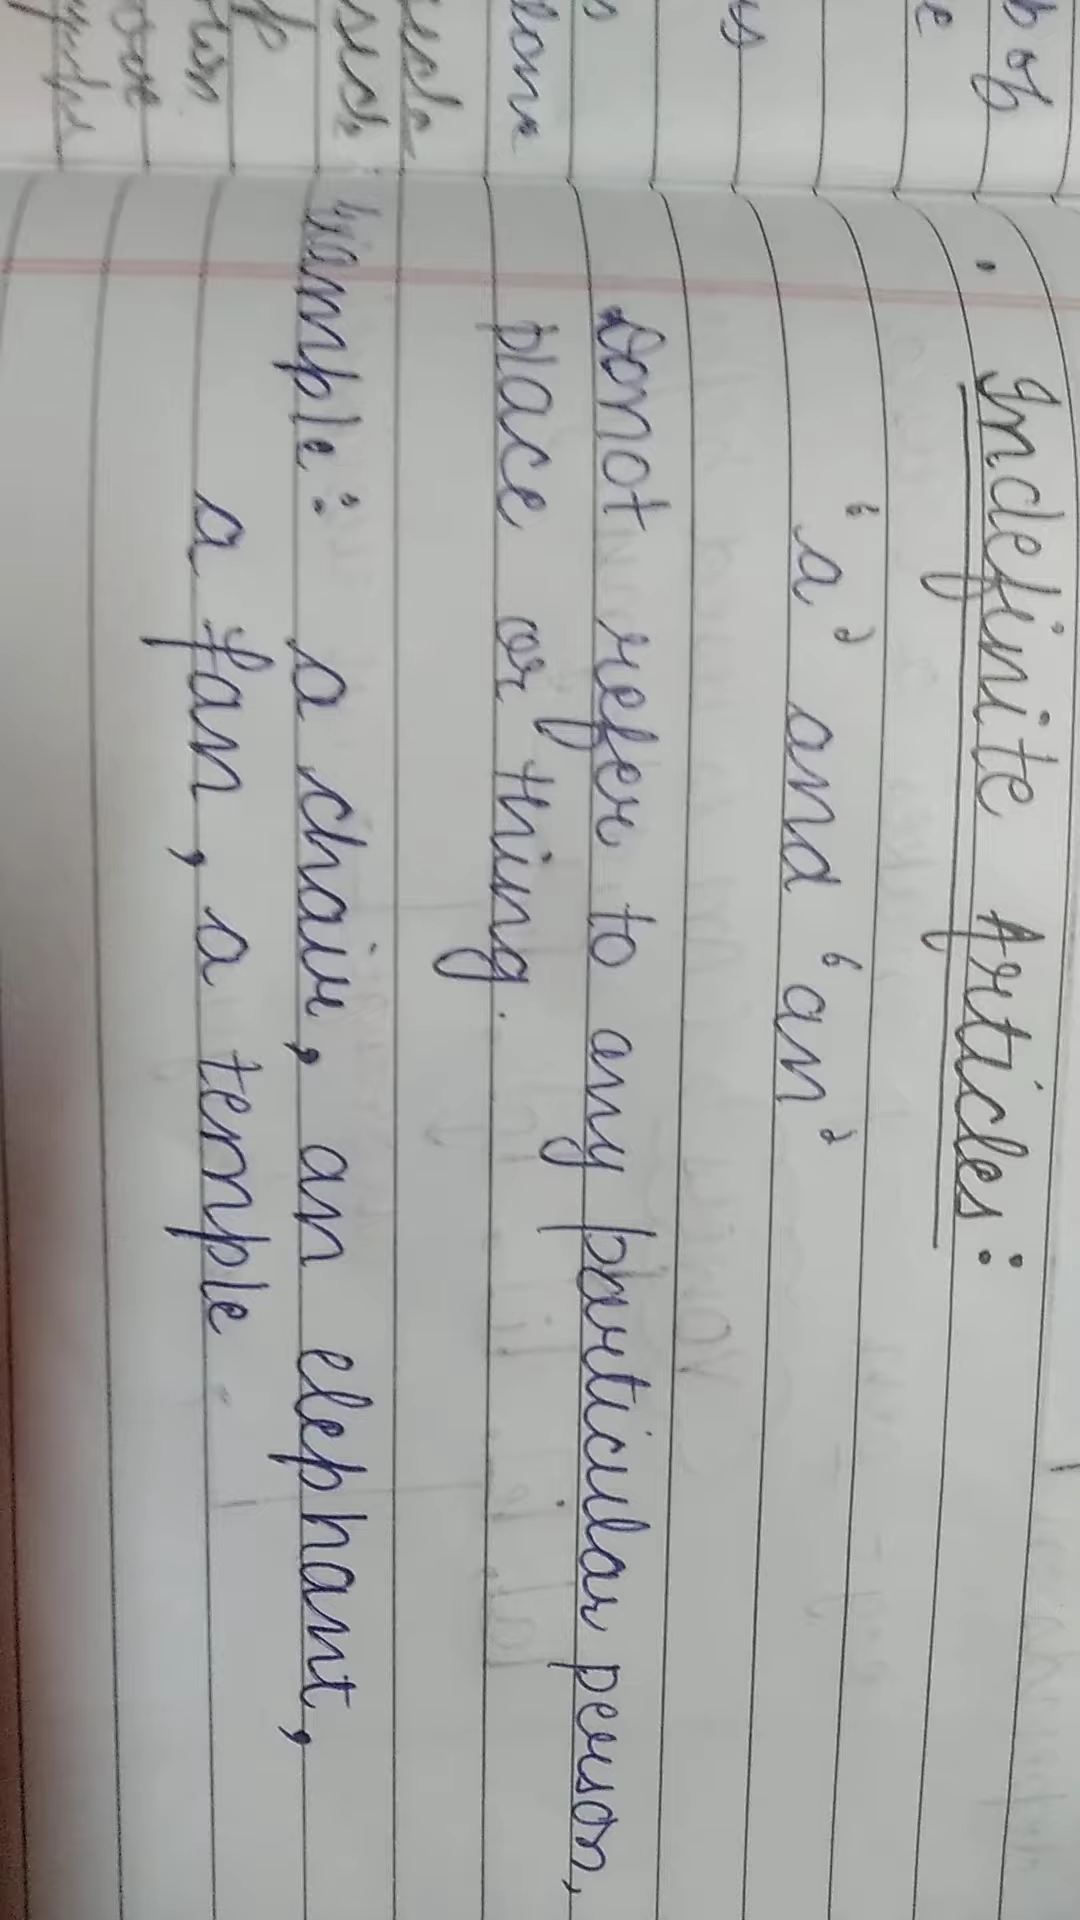 . Indefinite Articles:
'a' and 'an'
Donot refer to any particular person,
place or thing.
Example: a chair, an elephant,
a fan, a temple